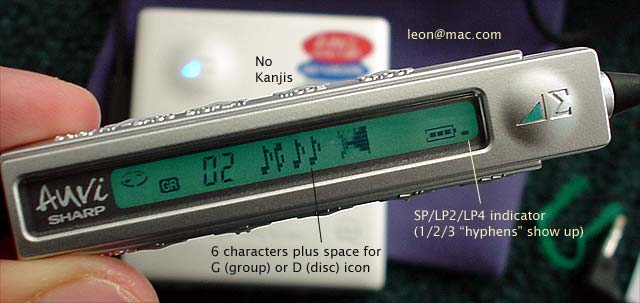 leon@mac.com
No
Kanjis
Auvi
SHARP
GR
02
Σ
SP/LP2/LP4 indicator
(1/2/3 “hyphens” show up)
6 characters plus space for
G (group) or D (disc) icon